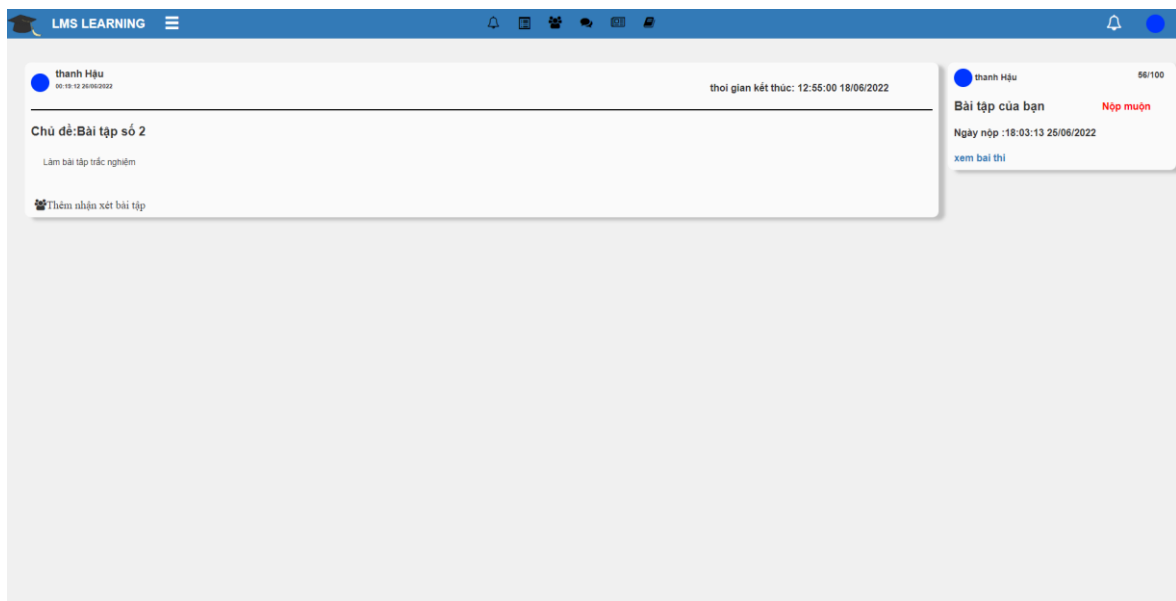 LMS LEARNING
thanh Hậu
00:19:12 26/06/2022
thoi gian kết thúc: 12:55:00 18/06/2022
Chủ đề:Bài tập số 2
Làm bài tập trắc nghiệm
Thêm nhận xét bài tập
thanh Hậu
56/100
Bài tập của bạn
Nộp muộn
Ngày nộp :18:03:13 25/06/2022
xem bai thi